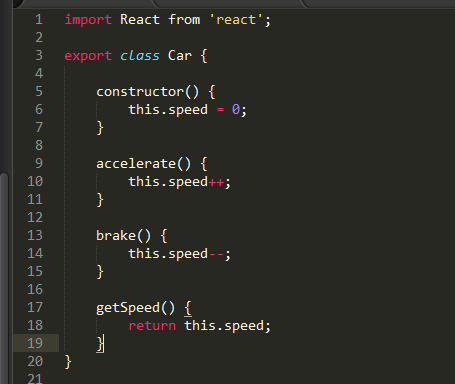 1 import React from 'react';
2
3 export class Car {
4
5     constructor() {
6         this.speed = 0;
7     }
8
9     accelerate() {
10         this.speed++;
11     }
12
13     brake() {
14         this.speed--;
15     }
16
17     getSpeed() {
18         return this.speed;
19     }
20 }
21